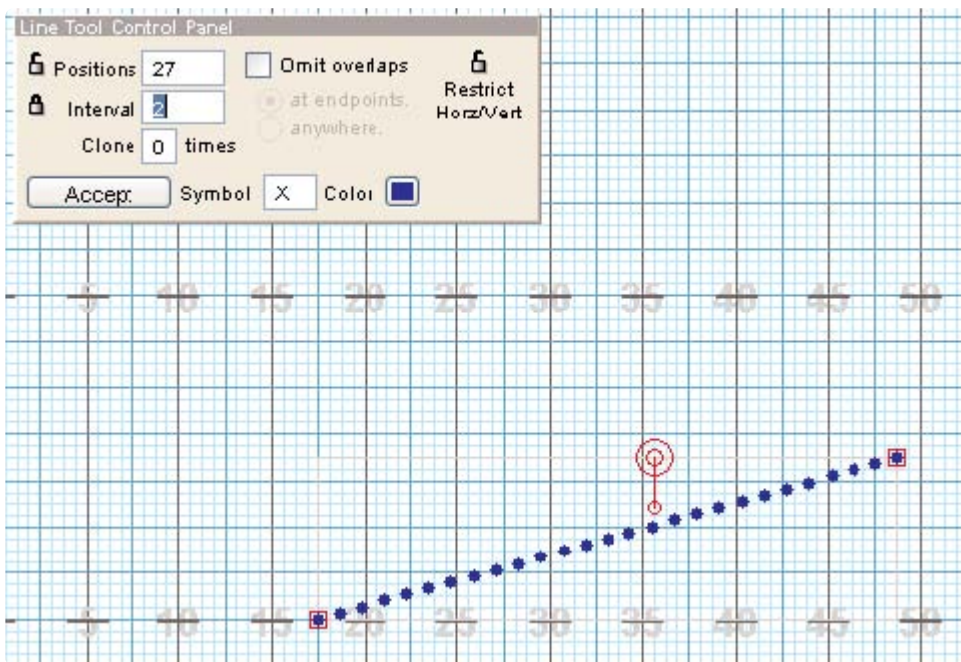 Line Tool Control Panel
Positions 27
Omit overlaps
Restrict
Horz/Vert
Interval 2
at endpoints.
anywhere.
Clone 0 times
Accept Symbol X Color
5 10 15 20 25 30 35 40 45 50
5 10 15 20 25 30 35 40 45 50